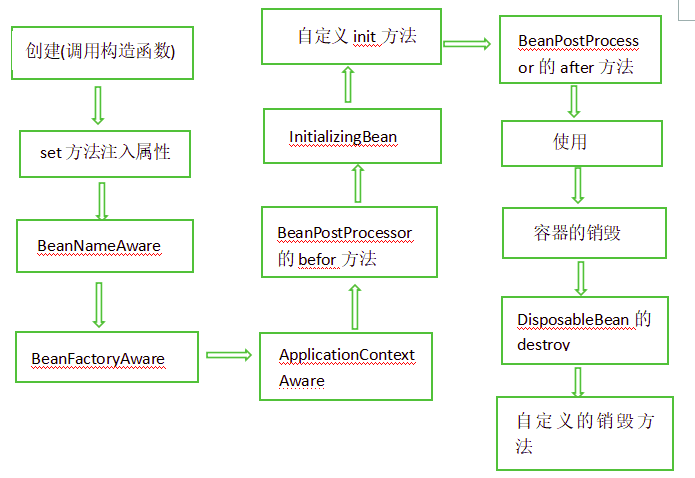 创建(调用构造函数)
set 方法注入属性
BeanNameAware
BeanFactoryAware
ApplicationContext
Aware
BeanPostProcessor
的 befor 方法
InitializingBean
自定义 init 方法
BeanPostProcess
or 的 after 方法
使用
容器的销毁
DisposableBean 的
destroy
自定义的销毁方
法